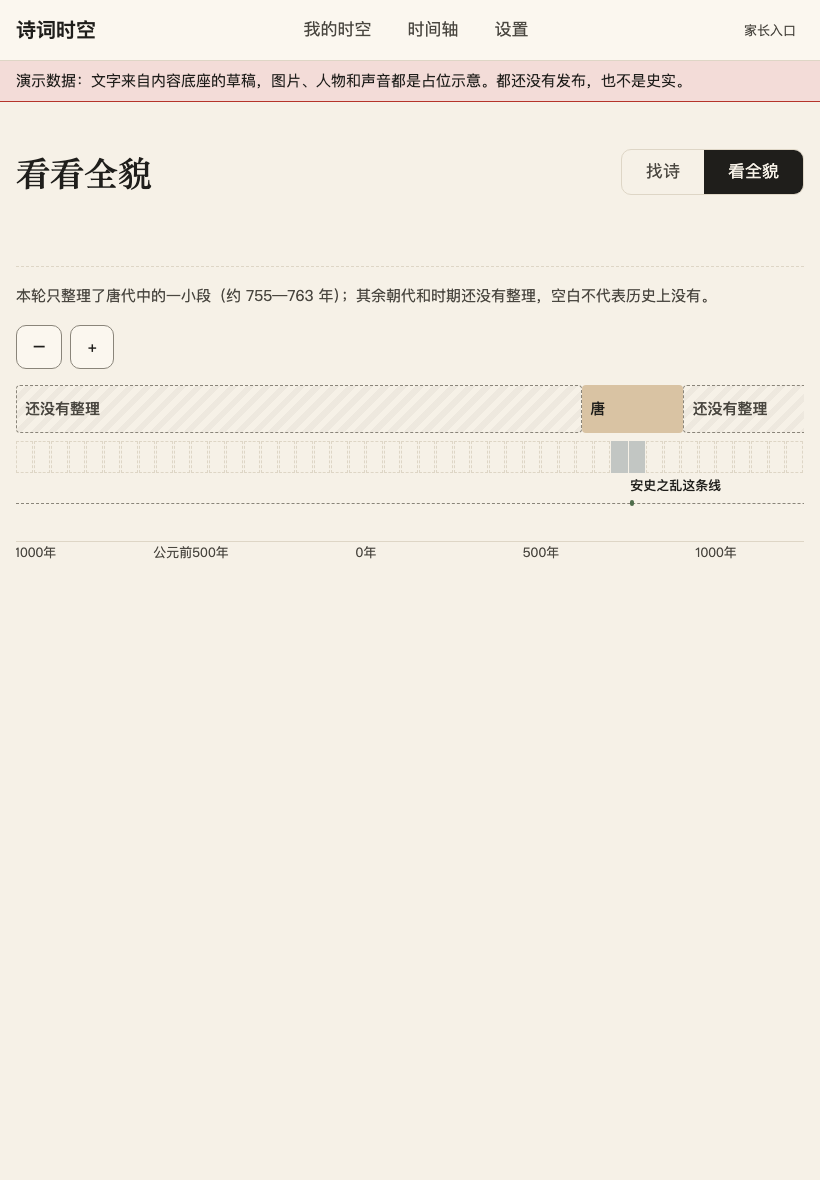 诗词时空 我的时空 时间轴 设置 家长入口
演示数据：文字来自内容底座的草稿，图片、人物和声音都是占位示意。都还没有发布，也不是史实。
看看全貌 找诗 看全貌
本轮只整理了唐代中的一小段（约 755—763 年）；其余朝代和时期还没有整理，空白不代表历史上没有。
− +
还没有整理 唐 还没有整理
安史之乱这条线
1000年 公元前500年 0年 500年 1000年